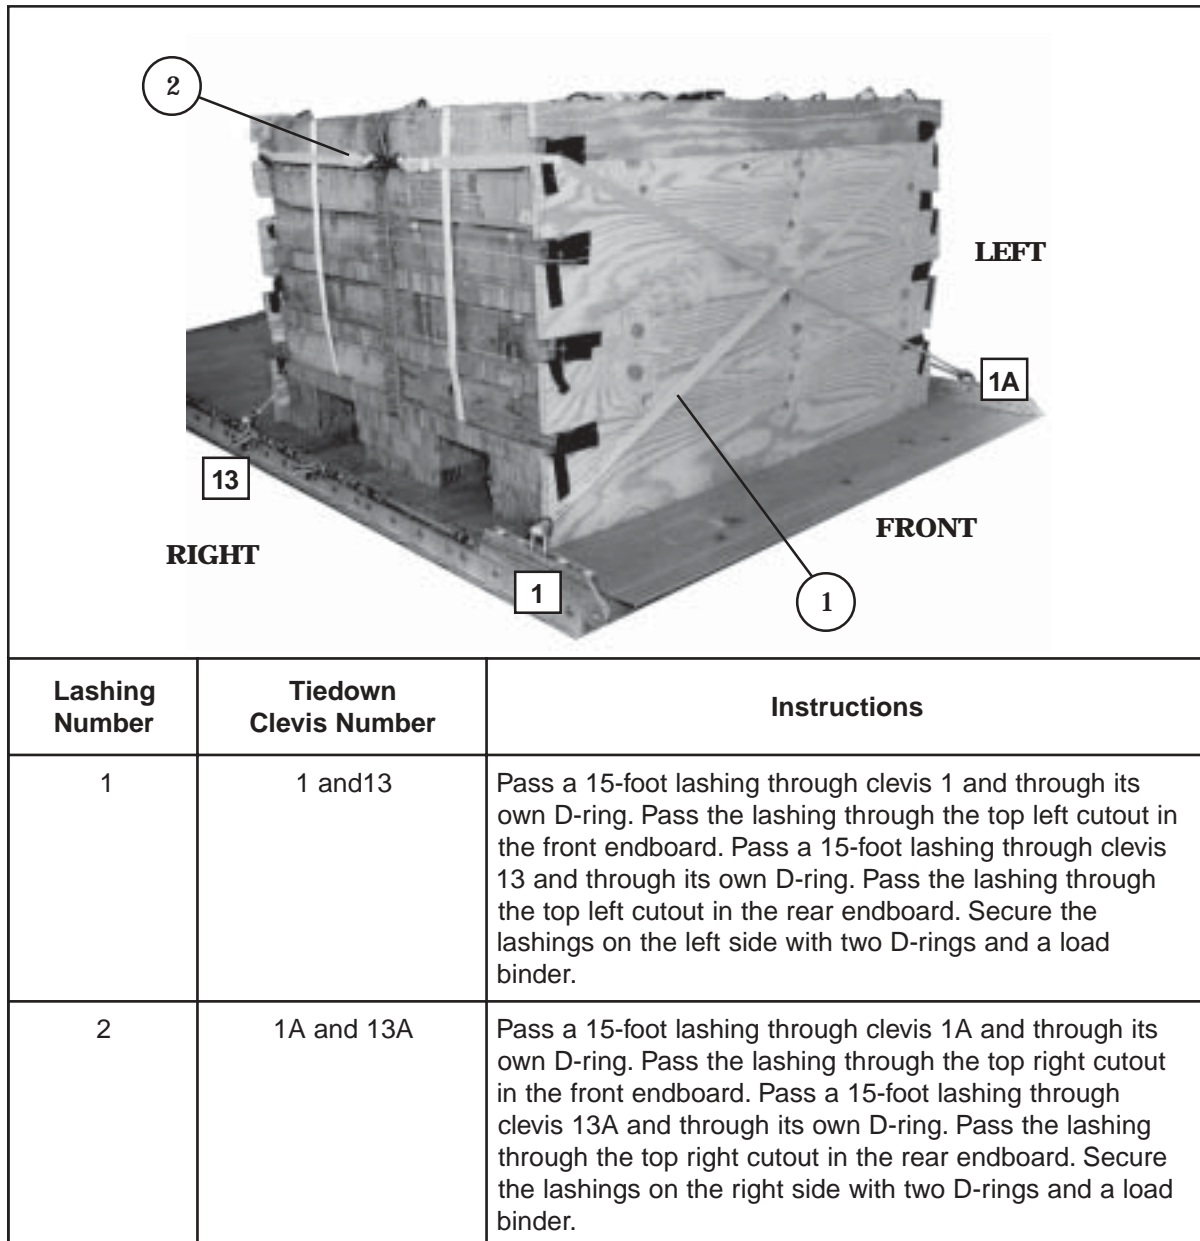 2
LEFT
1A
13
FRONT
RIGHT
1
1
Lashing Number
Tiedown Clevis Number
Instructions
1
1 and13
Pass a 15-foot lashing through clevis 1 and through its
own D-ring. Pass the lashing through the top left cutout in
the front endboard. Pass a 15-foot lashing through clevis
13 and through its own D-ring. Pass the lashing through
the top left cutout in the rear endboard. Secure the
lashings on the left side with two D-rings and a load
binder.
2
1A and 13A
Pass a 15-foot lashing through clevis 1A and through its
own D-ring. Pass the lashing through the top right cutout
in the front endboard. Pass a 15-foot lashing through
clevis 13A and through its own D-ring. Pass the lashing
through the top right cutout in the rear endboard. Secure
the lashings on the right side with two D-rings and a load
binder.